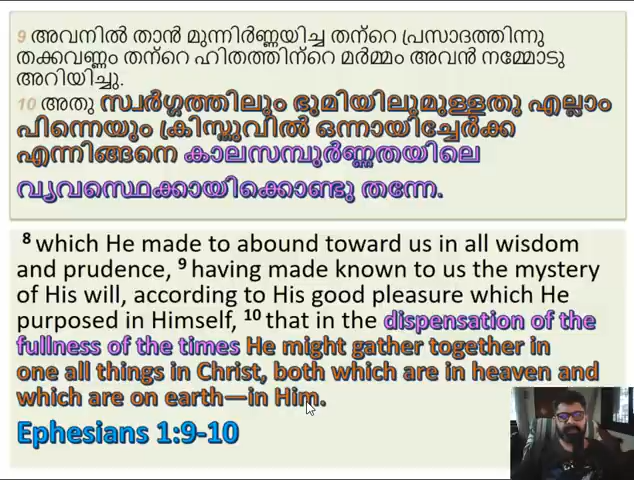 9 അവനിൽ താൻ മുന്നിർണ്ണയിച്ച തൻ്റെ പ്രസാദത്തിന്നു
തക്കവണ്ണം തൻ്റെ ഹിതത്തിൻ്റെ മർമ്മം അവൻ നമ്മോടു
അറിയിച്ചു.
10 അതു സ്വർഗ്ഗത്തിലും ഭൂമിയിലുമുള്ളതു എല്ലാം
പിന്നെയും ക്രിസ്തുവിൽ ഒന്നായിച്ചേർക്ക
എന്നിങ്ങനെ കാലസമ്പൂർണ്ണതയിലെ
വ്യവസ്ഥെക്കായിക്കൊണ്ടു തന്നേ.
8 which He made to abound toward us in all wisdom
and prudence, 9 having made known to us the mystery
of His will, according to His good pleasure which He
purposed in Himself, 10 that in the dispensation of the
fullness of the times He might gather together in
one all things in Christ, both which are in heaven and
which are on earth—in Him.
Ephesians 1:9-10